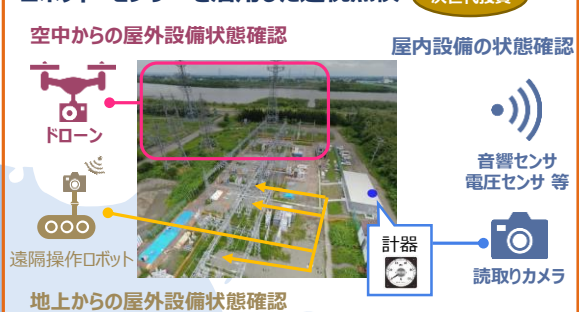 空中からの屋外設備状態確認
屋内設備の状態確認
ドローン
音響センサ
電圧センサ 等
遠隔操作ロボット
計器
読取りカメラ
地上からの屋外設備状態確認